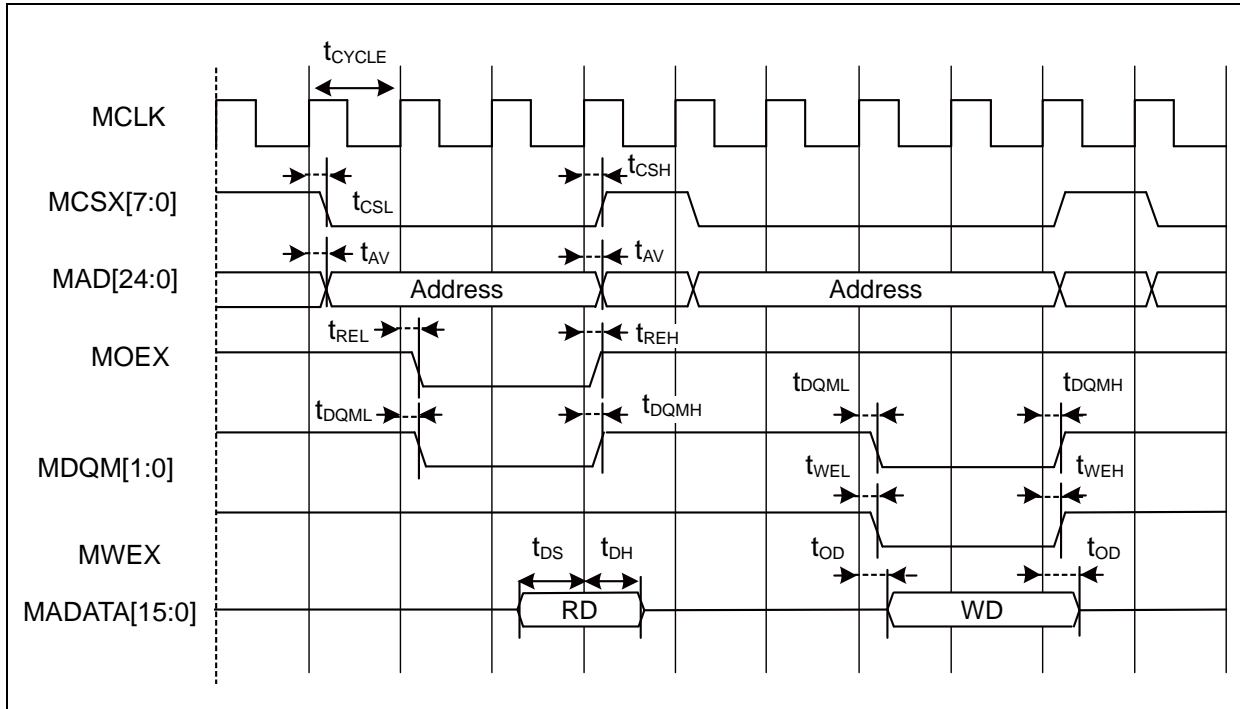 tCYCLE
MCLK
tCSH
MCSX[7:0]
tCSL
tAV
tAV
MAD[24:0]
Address
Address
tREL
tREH
MOEX
tDQML
tDQMH
tDQML
tDQMH
MDQM[1:0]
tWEL
tWEH
MWEX
tDS
tDH
tOD
tOD
MADATA[15:0]
RD
WD